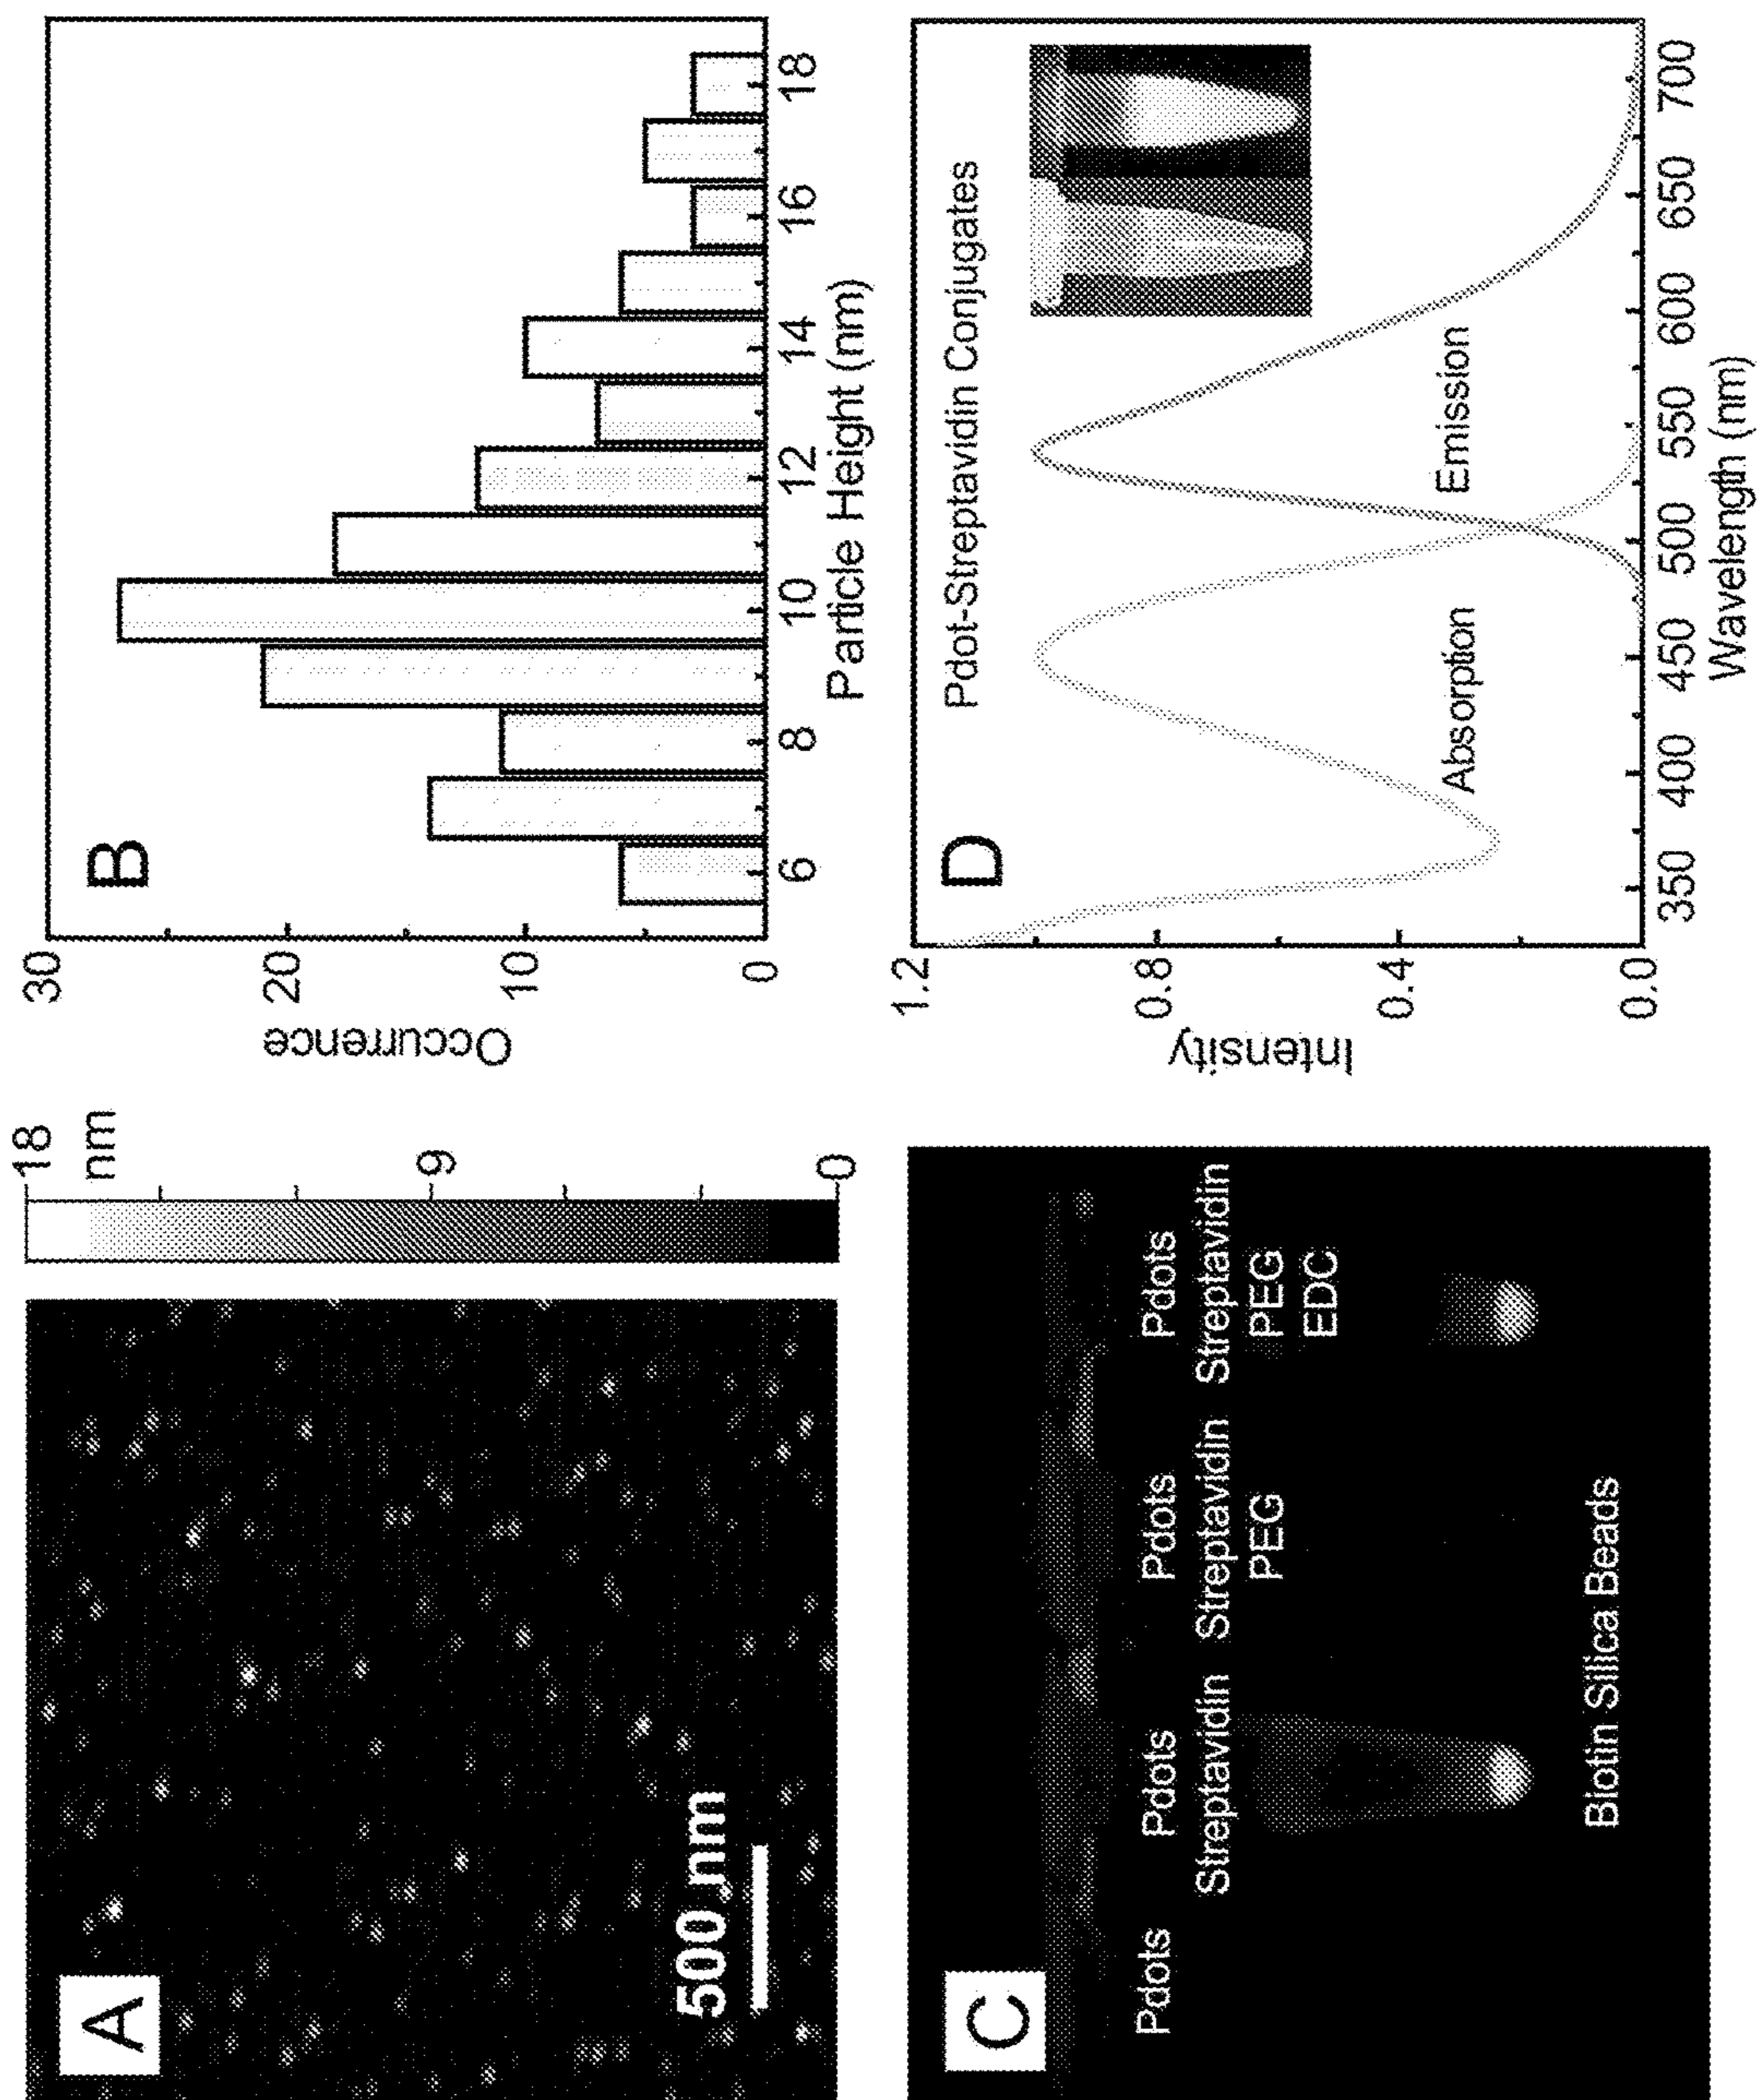 A
500 nm
18
nm
9
0
B
30
20
10
0
Occurrence
6 8 10 12 14 16 18
Particle Height (nm)
C
Pdots
Pdots
Streptavidin
Pdots
Streptavidin
PEG
Pdots
Streptavidin
PEG
EDC
Biotin Silica Beads
D
Pdot-Streptavidin Conjugates
1.2
0.8
0.4
0.0
Intensity
Absorption
Emission
350 400 450 500 550 600 650 700
Wavelength (nm)